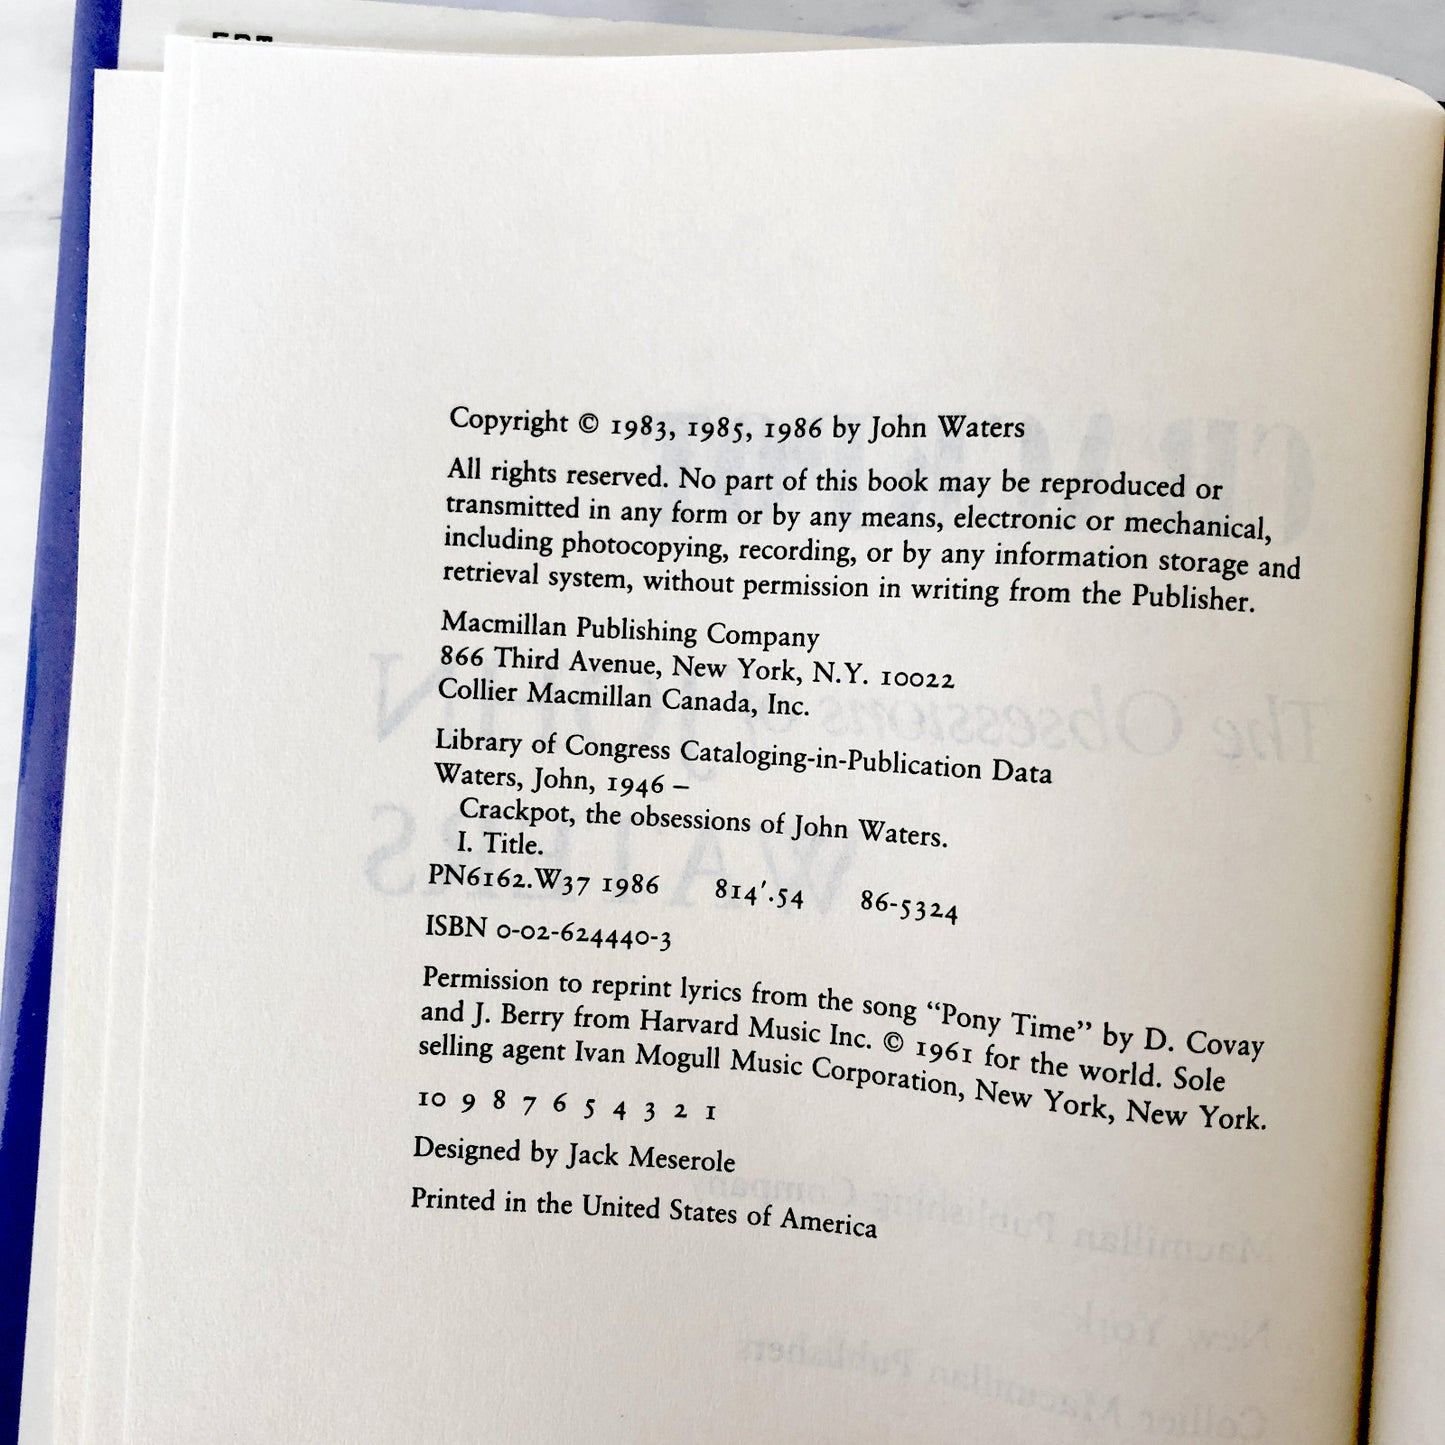 Copyright © 1983, 1985, 1986 by John Waters
All rights reserved. No part of this book may be reproduced or
transmitted in any form or by any means, electronic or mechanical,
including photocopying, recording, or by any information storage and
retrieval system, without permission in writing from the Publisher.
Macmillan Publishing Company
866 Third Avenue, New York, N.Y. 10022
Collier Macmillan Canada, Inc.
Library of Congress Cataloging-in-Publication Data
Waters, John, 1946 –
Crackpot, the obsessions of John Waters.
I. Title.
PN6162.W37 1986 814'.54 86-5324
ISBN 0-02-624440-3
Permission to reprint lyrics from the song “Pony Time” by D. Covay
and J. Berry from Harvard Music Inc. © 1961 for the world. Sole
selling agent Ivan Mogull Music Corporation, New York, New York.
10 9 8 7 6 5 4 3 2 1
Designed by Jack Meserole
Printed in the United States of America